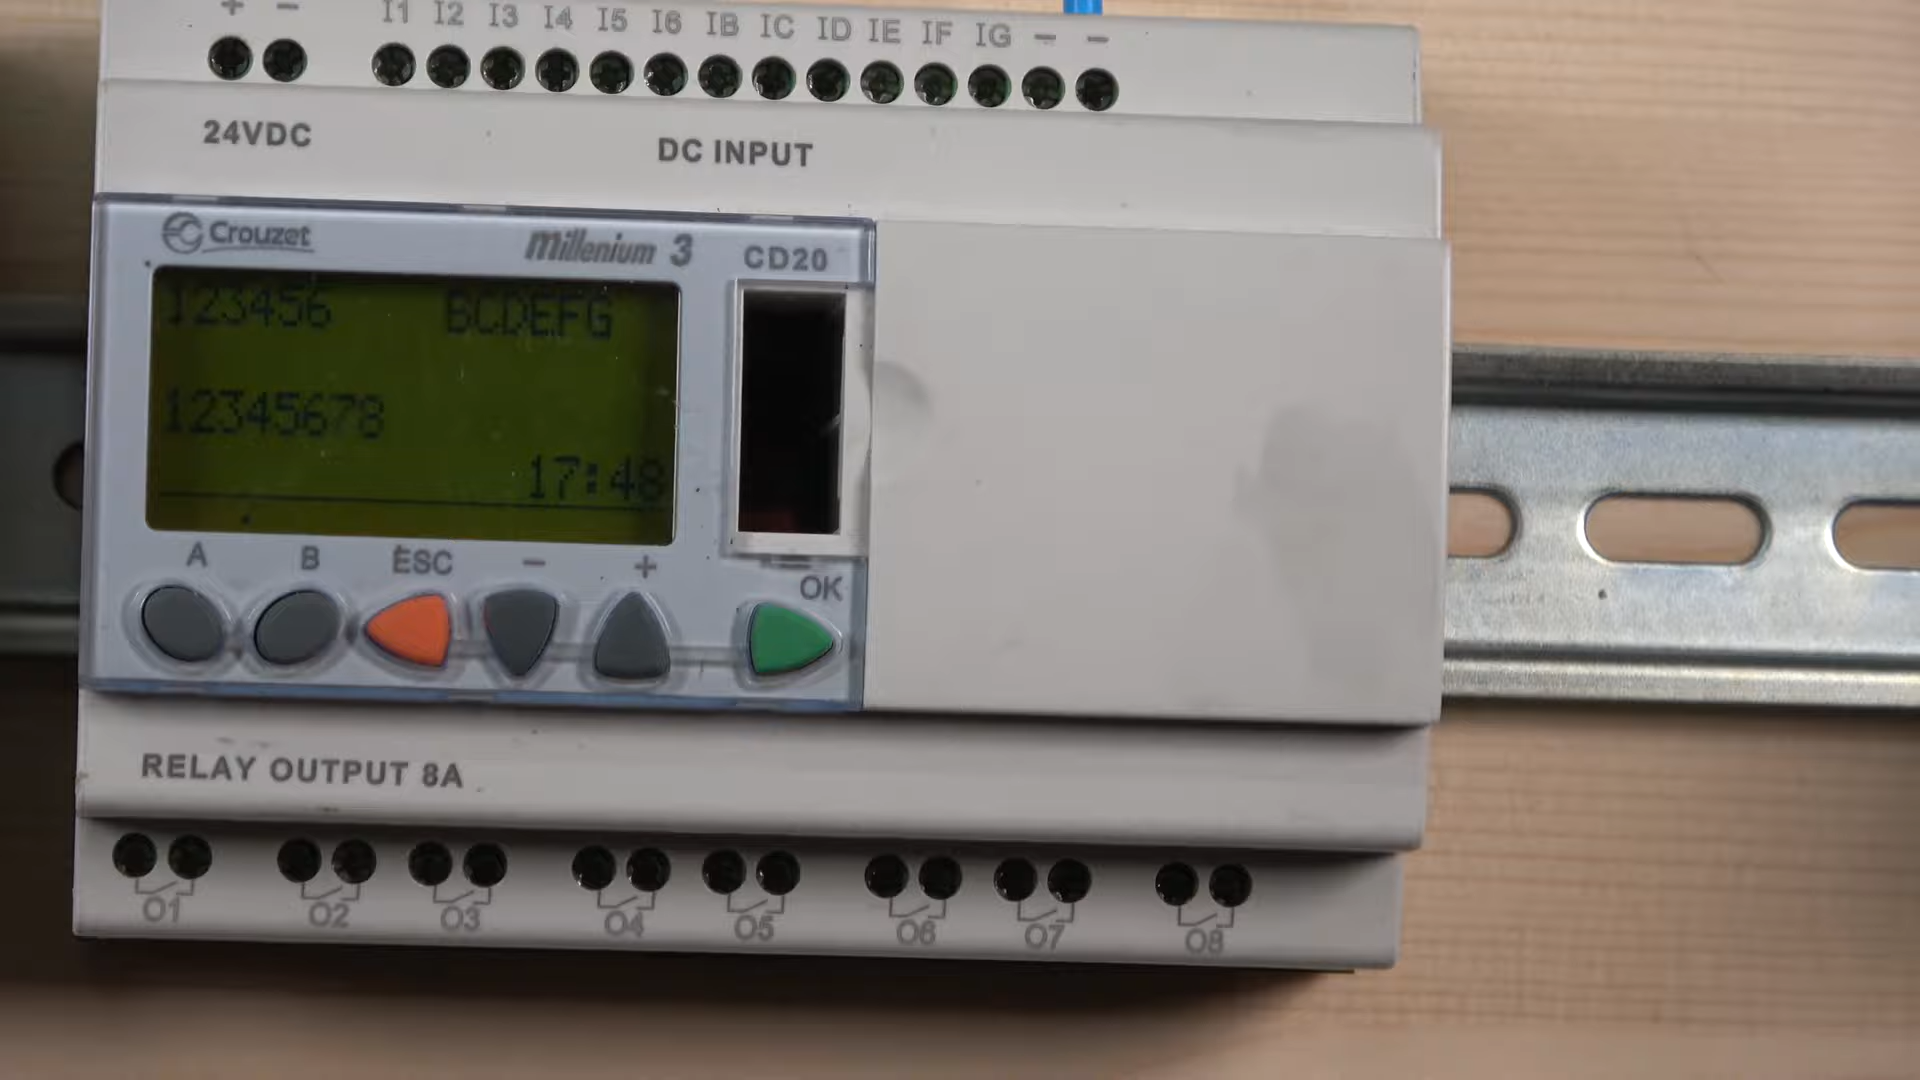 + − I1 I2 I3 I4 I5 I6 IB IC ID IE IF IG − −
24VDC DC INPUT
Crouzet Millenium 3 CD20
123456 BCDEFG
12345678
17:48
A B ESC − + OK
RELAY OUTPUT 8A
O1 O2 O3 O4 O5 O6 O7 O8